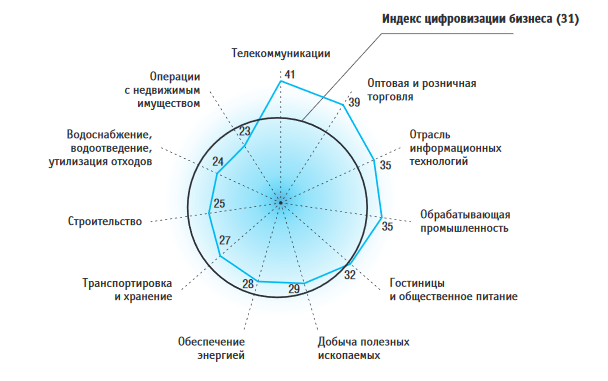 Индекс цифровизации бизнеса (31)
Телекоммуникации
41
Оптовая и розничная
торговля
39
Отрасль
информационных
технологий
35
Обрабатывающая
промышленность
35
Гостиницы
и общественное питание
32
Добыча полезных
ископаемых
29
Обеспечение
энергией
28
Транспортировка
и хранение
27
Строительство
25
Водоснабжение,
водоотведение,
утилизация отходов
24
Операции
с недвижимым
имуществом
23